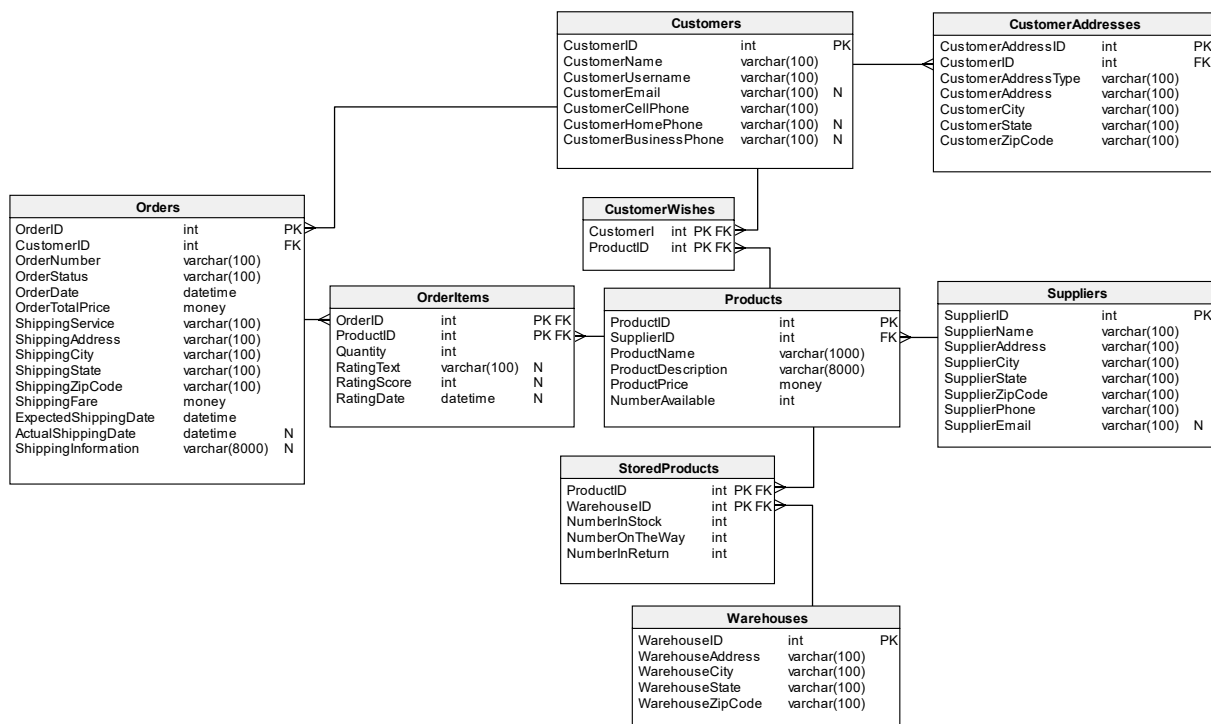 Customers
CustomerID int PK
CustomerName varchar(100)
CustomerUsername varchar(100)
CustomerEmail varchar(100) N
CustomerCellPhone varchar(100)
CustomerHomePhone varchar(100) N
CustomerBusinessPhone varchar(100) N
CustomerAddresses
CustomerAddressID int PK
CustomerID int FK
CustomerAddressType varchar(100)
CustomerAddress varchar(100)
CustomerCity varchar(100)
CustomerState varchar(100)
CustomerZipCode varchar(100)
Orders
OrderID int PK
CustomerID int FK
OrderNumber varchar(100)
OrderStatus varchar(100)
OrderDate datetime
OrderTotalPrice money
ShippingService varchar(100)
ShippingAddress varchar(100)
ShippingCity varchar(100)
ShippingState varchar(100)
ShippingZipCode varchar(100)
ShippingFare money
ExpectedShippingDate datetime
ActualShippingDate datetime N
ShippingInformation varchar(8000) N
CustomerWishes
CustomerI int PK FK
ProductID int PK FK
OrderItems
OrderID int PK FK
ProductID int PK FK
Quantity int
RatingText varchar(100) N
RatingScore int N
RatingDate datetime N
Products
ProductID int PK
SupplierID int FK
ProductName varchar(1000)
ProductDescription varchar(8000)
ProductPrice money
NumberAvailable int
Suppliers
SupplierID int PK
SupplierName varchar(100)
SupplierAddress varchar(100)
SupplierCity varchar(100)
SupplierState varchar(100)
SupplierZipCode varchar(100)
SupplierPhone varchar(100)
SupplierEmail varchar(100) N
StoredProducts
ProductID int PK FK
WarehouseID int PK FK
NumberInStock int
NumberOnTheWay int
NumberInReturn int
Warehouses
WarehouseID int PK
WarehouseAddress varchar(100)
WarehouseCity varchar(100)
WarehouseState varchar(100)
WarehouseZipCode varchar(100)